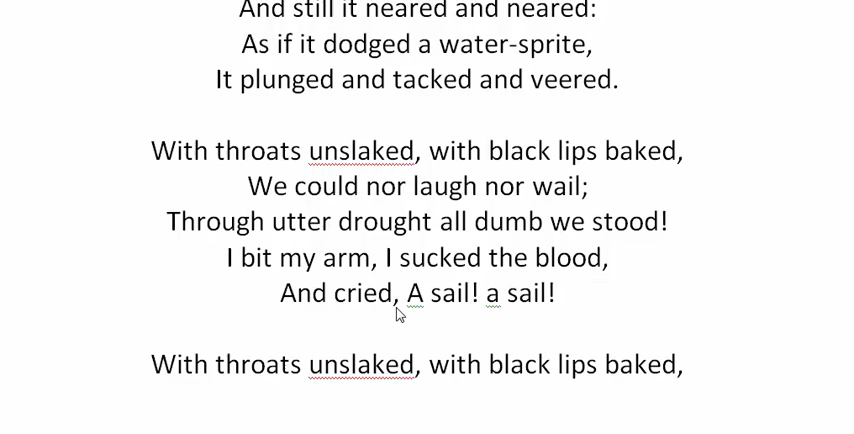 And still it neared and neared:
As if it dodged a water-sprite,
It plunged and tacked and veered.
With throats unslaked, with black lips baked,
We could nor laugh nor wail;
Through utter drought all dumb we stood!
I bit my arm, I sucked the blood,
And cried, A sail! a sail!
With throats unslaked, with black lips baked,